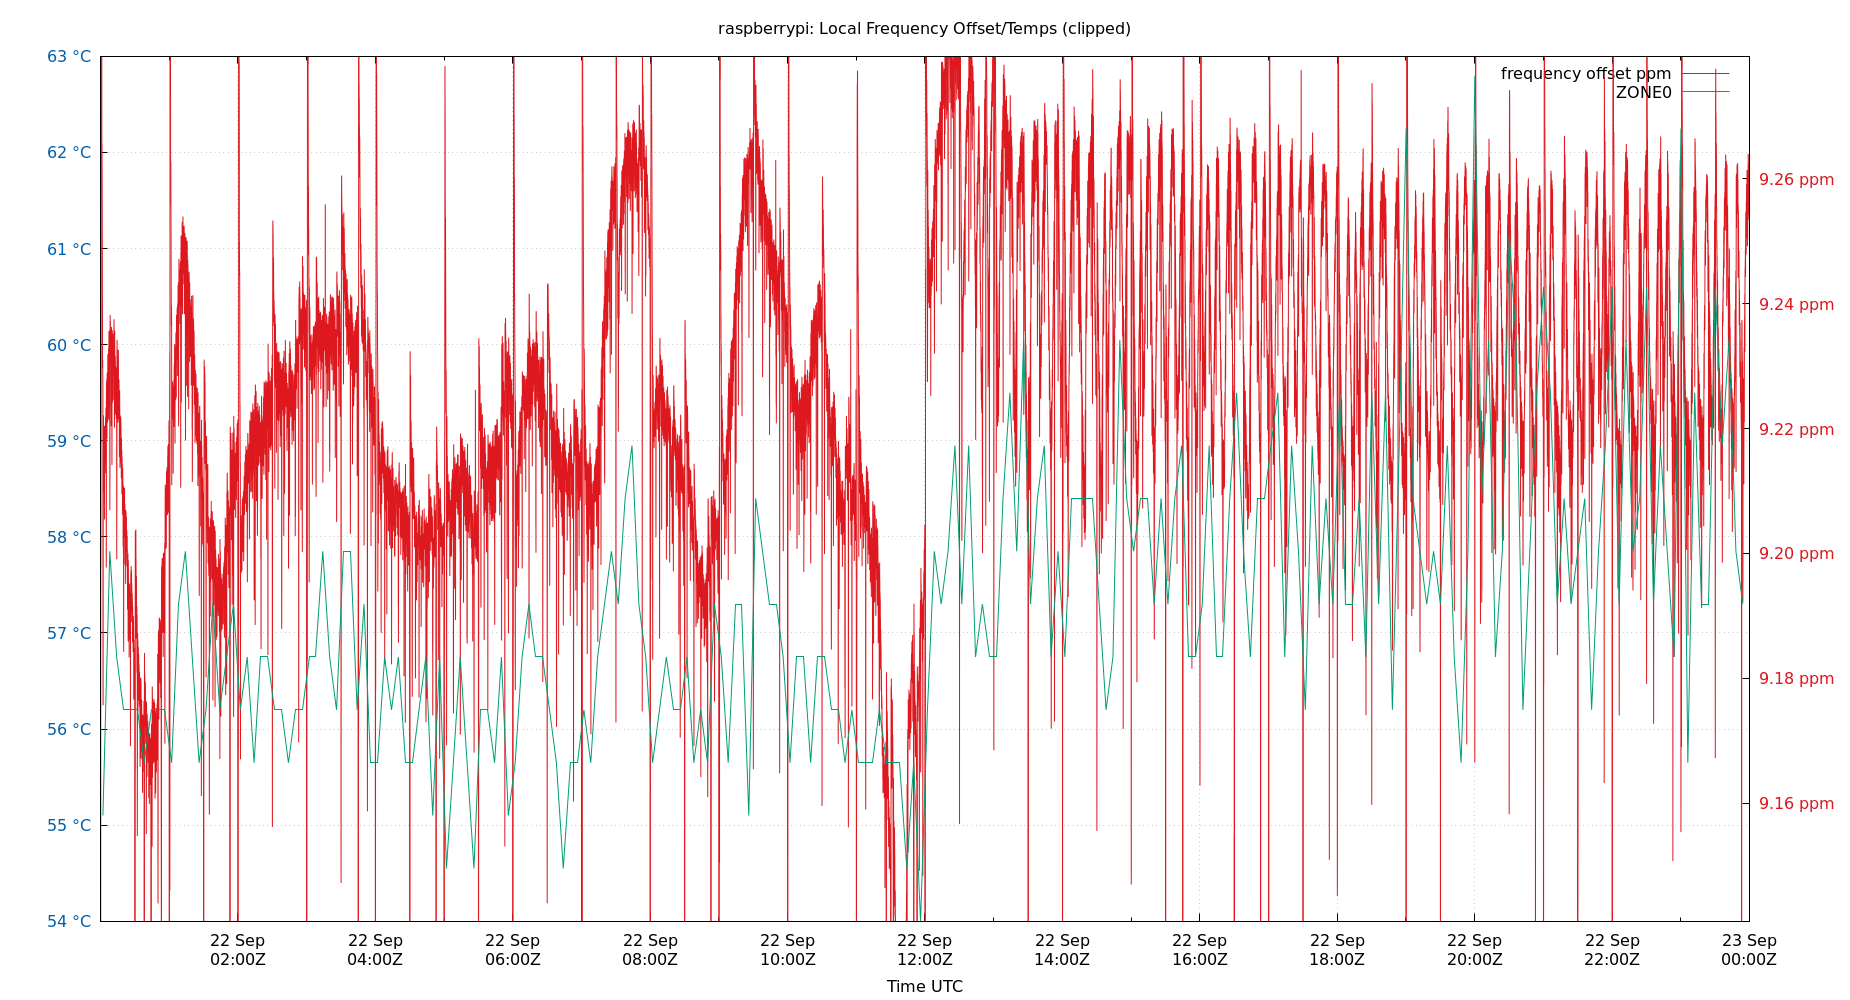 raspberrypi: Local Frequency Offset/Temps (clipped)
63 °C
62 °C
61 °C
60 °C
59 °C
58 °C
57 °C
56 °C
55 °C
54 °C
frequency offset ppm
ZONE0
9.26 ppm
9.24 ppm
9.22 ppm
9.20 ppm
9.18 ppm
9.16 ppm
22 Sep
02:00Z
22 Sep
04:00Z
22 Sep
06:00Z
22 Sep
08:00Z
22 Sep
10:00Z
22 Sep
12:00Z
22 Sep
14:00Z
22 Sep
16:00Z
22 Sep
18:00Z
22 Sep
20:00Z
22 Sep
22:00Z
23 Sep
00:00Z
Time UTC